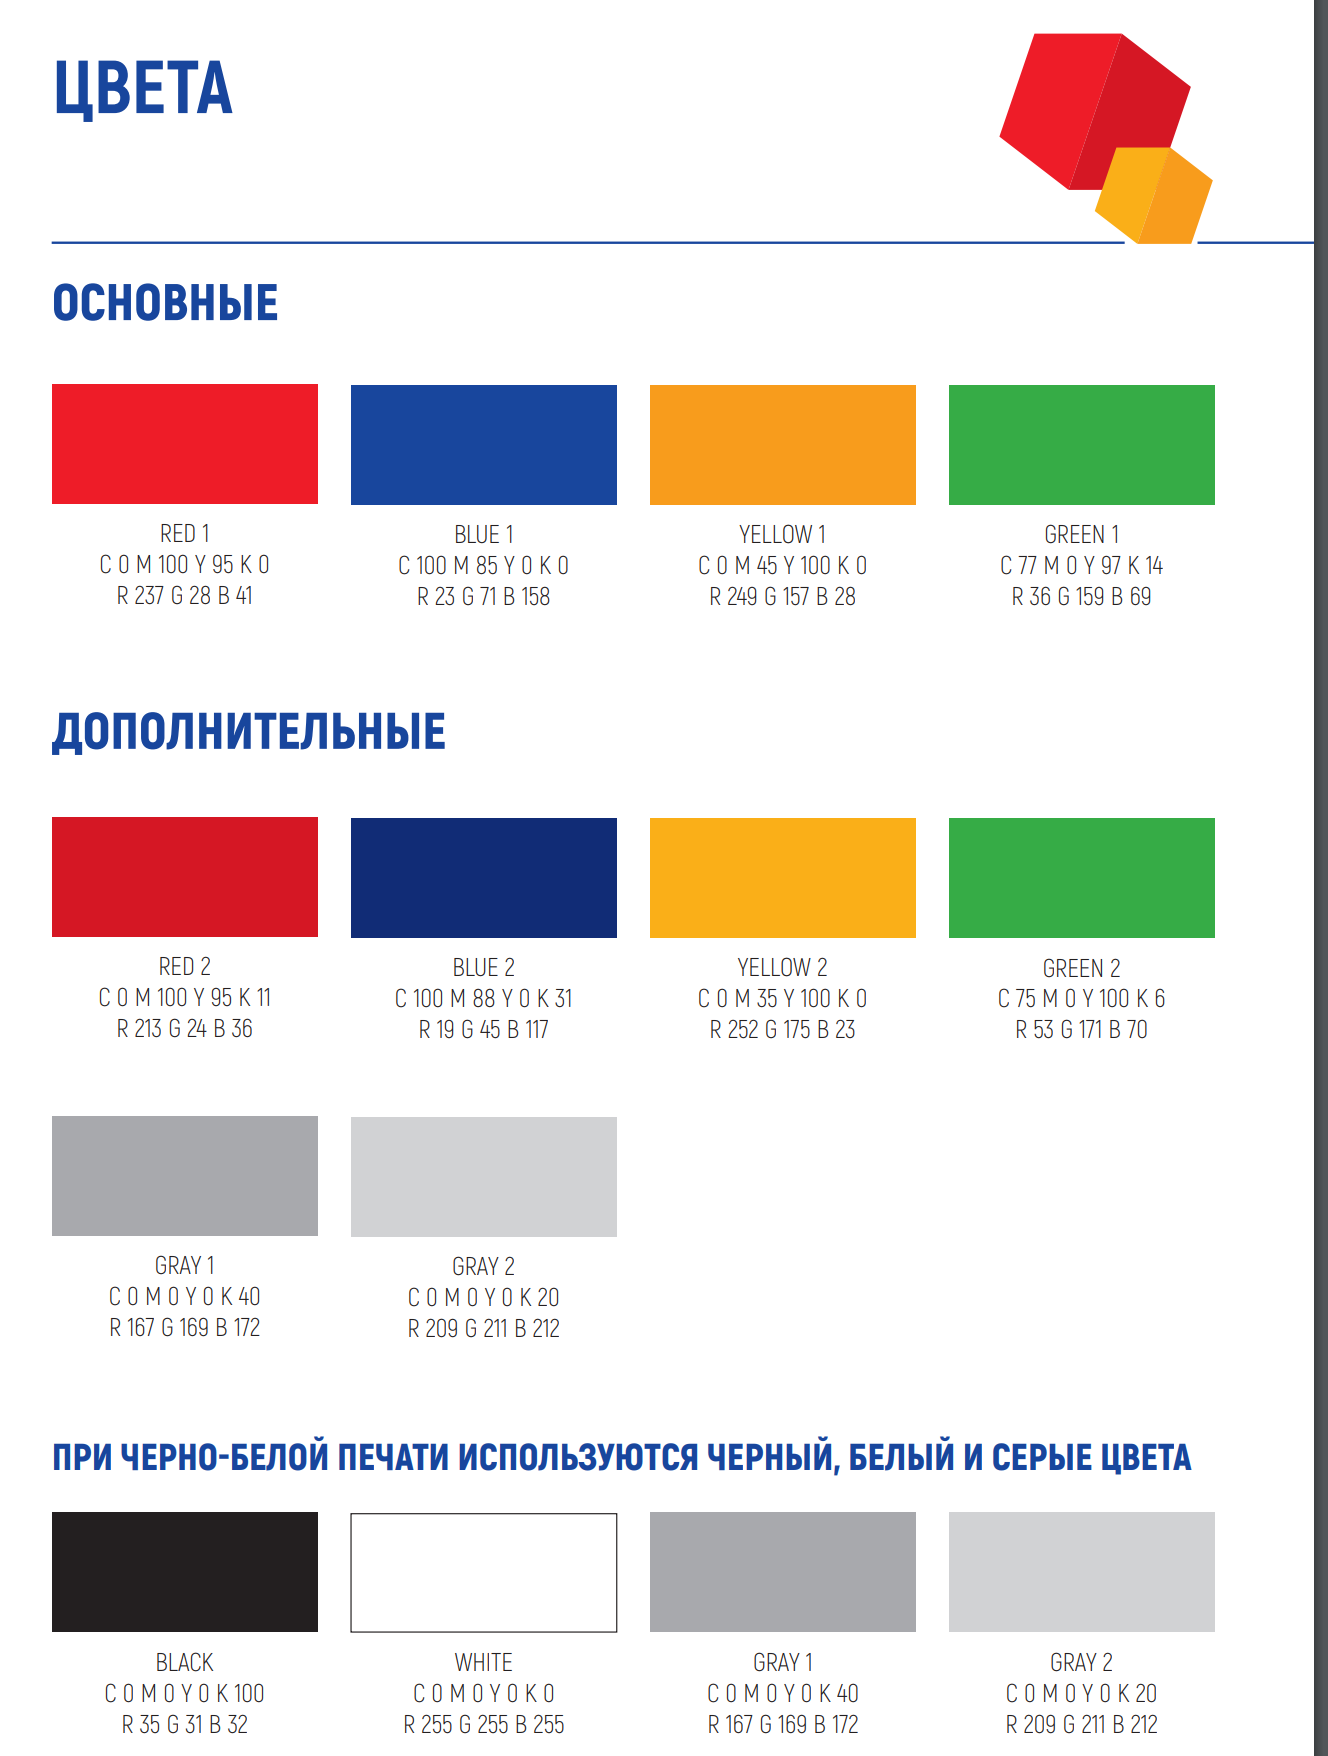 ЦВЕТА
ОСНОВНЫЕ
RED 1
C 0 M 100 Y 95 K 0
R 237 G 28 B 41
BLUE 1
C 100 M 85 Y 0 K 0
R 23 G 71 B 158
YELLOW 1
C 0 M 45 Y 100 K 0
R 249 G 157 B 28
GREEN 1
C 77 M 0 Y 97 K 14
R 36 G 159 B 69
ДОПОЛНИТЕЛЬНЫЕ
RED 2
C 0 M 100 Y 95 K 11
R 213 G 24 B 36
BLUE 2
C 100 M 88 Y 0 K 31
R 19 G 45 B 117
YELLOW 2
C 0 M 35 Y 100 K 0
R 252 G 175 B 23
GREEN 2
C 75 M 0 Y 100 K 6
R 53 G 171 B 70
GRAY 1
C 0 M 0 Y 0 K 40
R 167 G 169 B 172
GRAY 2
C 0 M 0 Y 0 K 20
R 209 G 211 B 212
ПРИ ЧЕРНО-БЕЛОЙ ПЕЧАТИ ИСПОЛЬЗУЮТСЯ ЧЕРНЫЙ, БЕЛЫЙ И СЕРЫЕ ЦВЕТА
BLACK
C 0 M 0 Y 0 K 100
R 35 G 31 B 32
WHITE
C 0 M 0 Y 0 K 0
R 255 G 255 B 255
GRAY 1
C 0 M 0 Y 0 K 40
R 167 G 169 B 172
GRAY 2
C 0 M 0 Y 0 K 20
R 209 G 211 B 212